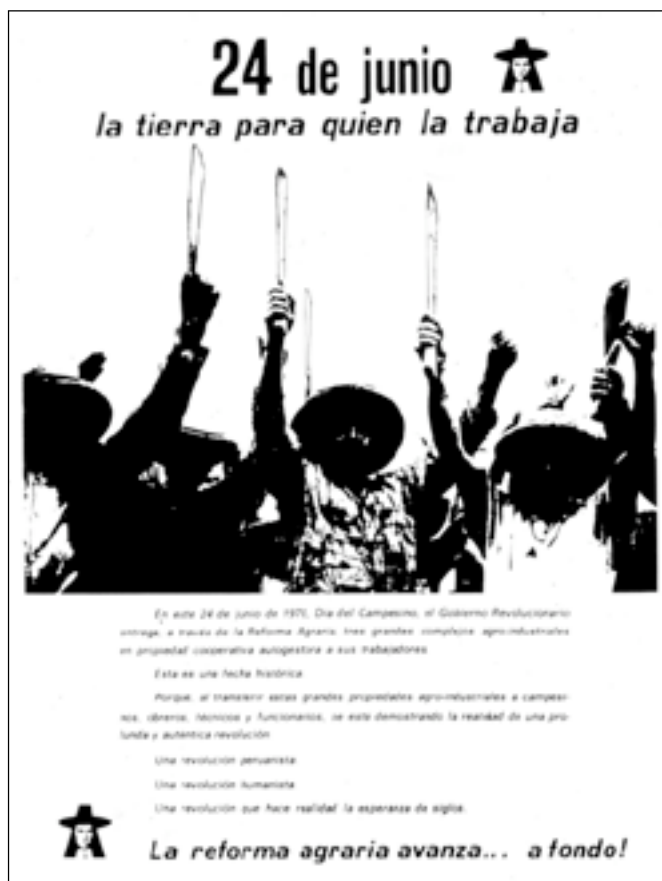 24 de junio
la tierra para quien la trabaja
En este 24 de junio de 1970, Dia del Campesino, el Gobierno Revolucionario
entrega, a través de la Reforma Agraria, tres grandes complejos agro-industriales
en propiedad cooperativa autogestora a sus trabajadores.
Esta es una fecha histórica.
Porque, al transferir estas grandes propiedades agro-industriales a campesi-
nos, obreros, técnicos y funcionarios, se está demostrando la realidad de una pro-
funda y auténtica revolución.
Una revolución peruanista
Una revolución humanista
Una revolución que hace realidad la esperanza de siglos.
La reforma agraria avanza... a fondo!